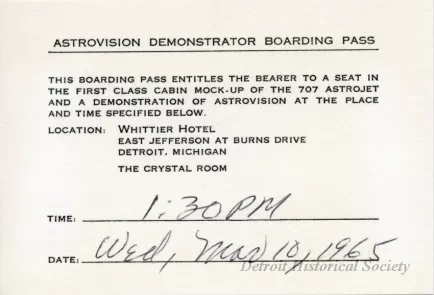 ASTROVISION DEMONSTRATOR BOARDING PASS
THIS BOARDING PASS ENTITLES THE BEARER TO A SEAT IN
THE FIRST CLASS CABIN MOCK-UP OF THE 707 ASTROJET
AND A DEMONSTRATION OF ASTROVISION AT THE PLACE
AND TIME SPECIFIED BELOW.
LOCATION: WHITTIER HOTEL
EAST JEFFERSON AT BURNS DRIVE
DETROIT, MICHIGAN
THE CRYSTAL ROOM
TIME: 1:30 PM
DATE: Wed, Mar 10, 1965
Detroit Historical Society